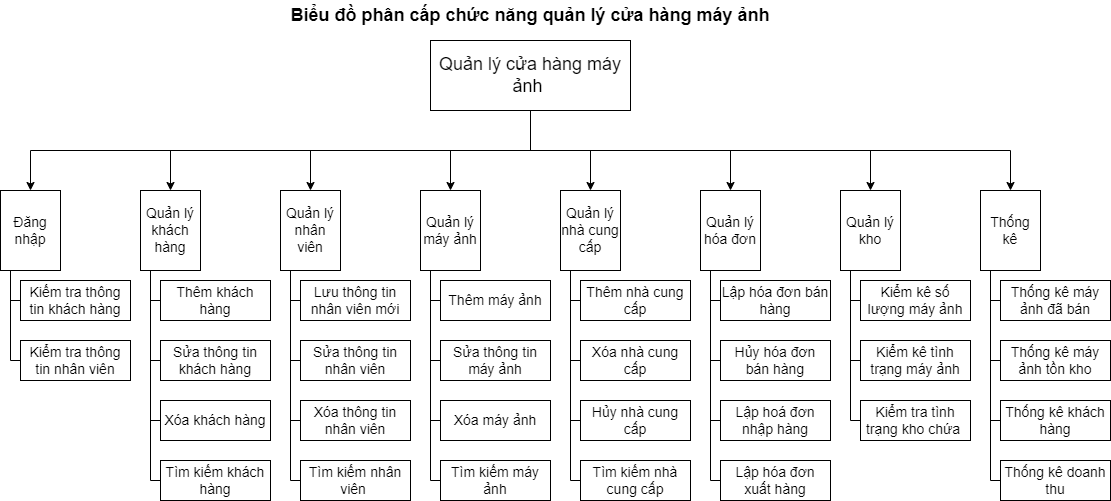 Biểu đồ phân cấp chức năng quản lý cửa hàng máy ảnh
Quản lý cửa hàng máy
ảnh
Đăng
nhập
Quản lý
khách
hàng
Quản lý
nhân
viên
Quản lý
máy ảnh
Quản lý
nhà cung
cấp
Quản lý
hóa đơn
Quản lý
kho
Thống
kê
Kiểm tra thông
tin khách hàng
Kiểm tra thông
tin nhân viên
Thêm khách
hàng
Sửa thông tin
khách hàng
Xóa khách hàng
Tìm kiếm khách
hàng
Lưu thông tin
nhân viên mới
Sửa thông tin
nhân viên
Xóa thông tin
nhân viên
Tìm kiếm nhân
viên
Thêm máy ảnh
Sửa thông tin
máy ảnh
Xóa máy ảnh
Tìm kiếm máy
ảnh
Thêm nhà cung
cấp
Xóa nhà cung
cấp
Hủy nhà cung
cấp
Tìm kiếm nhà
cung cấp
Lập hóa đơn bán
hàng
Hủy hóa đơn
bán hàng
Lập hoá đơn
nhập hàng
Lập hóa đơn
xuất hàng
Kiểm kê số
lượng máy ảnh
Kiểm kê tình
trạng máy ảnh
Kiểm tra tình
trạng kho chứa
Thống kê máy
ảnh đã bán
Thống kê máy
ảnh tồn kho
Thống kê khách
hàng
Thống kê doanh
thu